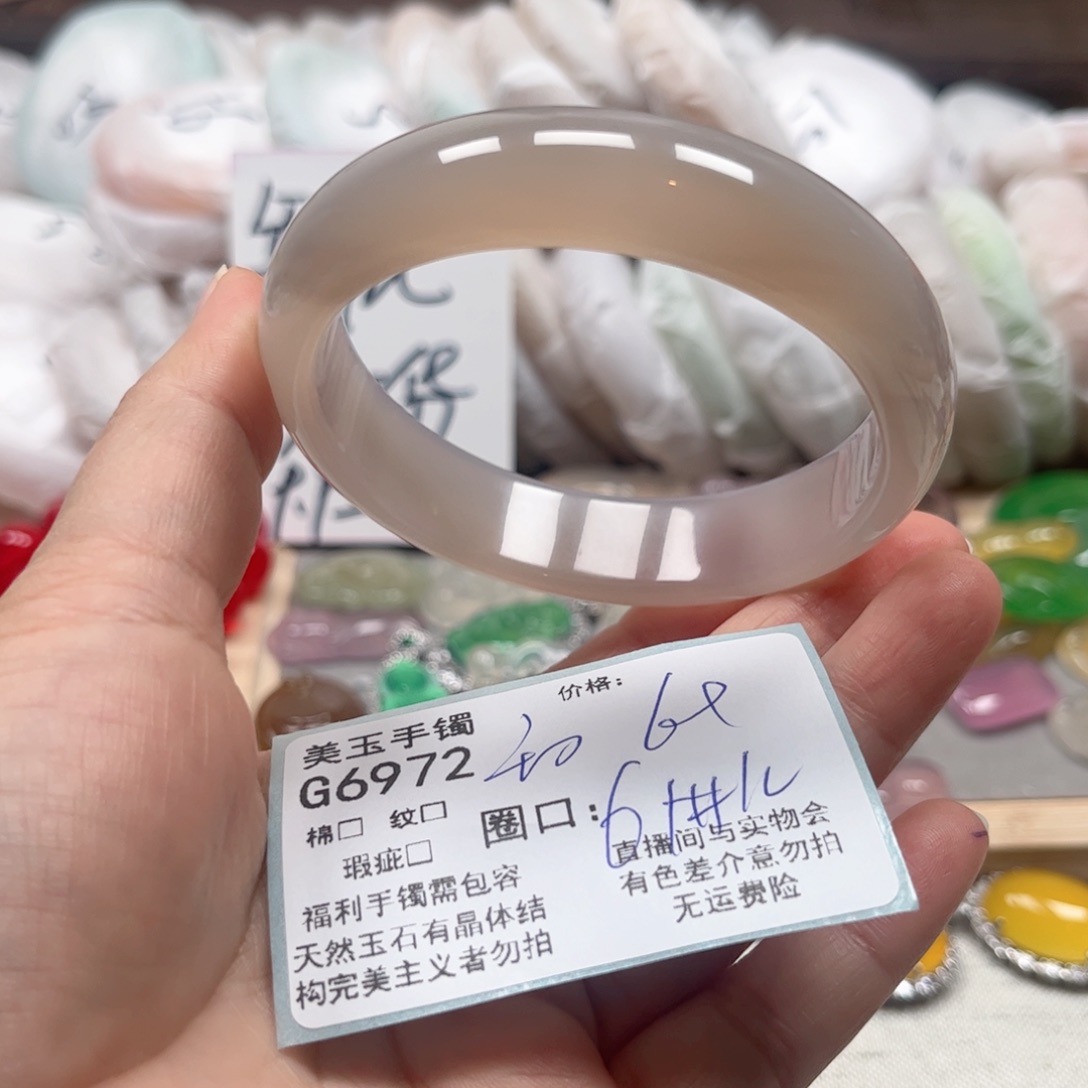 价格：
美玉手镯
G6972
棉□ 纹□
圈口：
瑕疵□
直播间与实物会
有色差介意勿拍
无运费险
福利手镯需包容
天然玉石有晶体结
构完美主义者勿拍
货